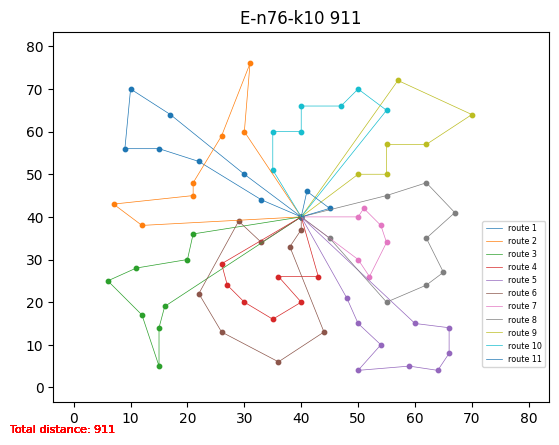 E-n76-k10 911
80
70
60
50
40
30
20
10
0
0 10 20 30 40 50 60 70 80
route 1
route 2
route 3
route 4
route 5
route 6
route 7
route 8
route 9
route 10
route 11
Total distance: 911